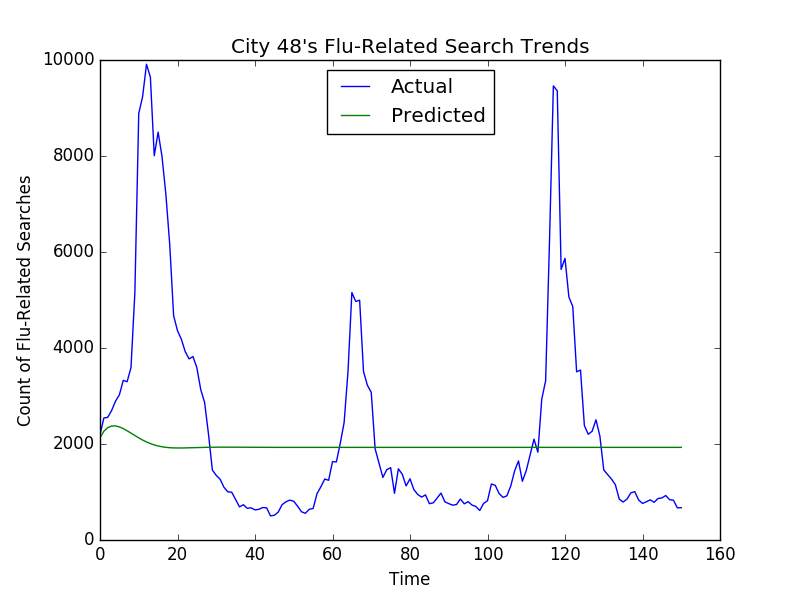 City 48's Flu-Related Search Trends
Actual
Predicted
Count of Flu-Related Searches
10000
8000
6000
4000
2000
0
0 20 40 60 80 100 120 140 160
Time